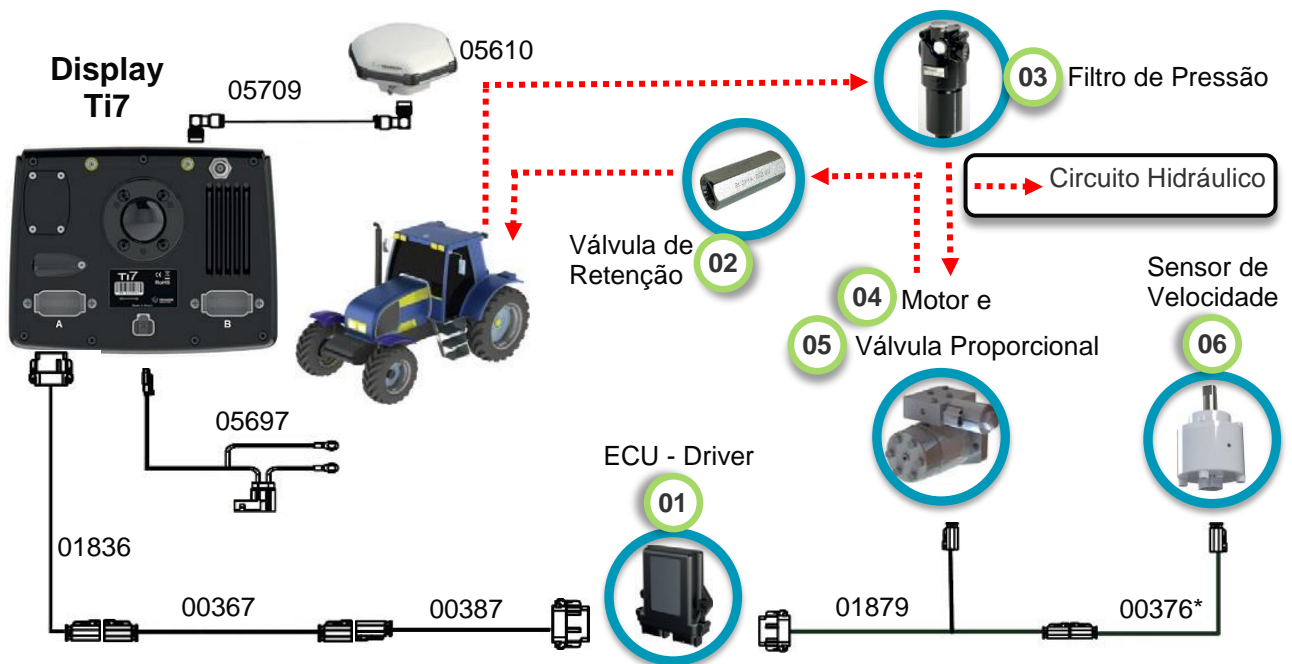 Display
Ti7
05709
05610
03
Filtro de Pressão
Circuito Hidráulico
Válvula de
Retenção
02
04
Motor e
05
Válvula Proporcional
Sensor de
Velocidade
06
Ti7
A
B
05697
ECU - Driver
01
01836
00367
00387
01879
00376*